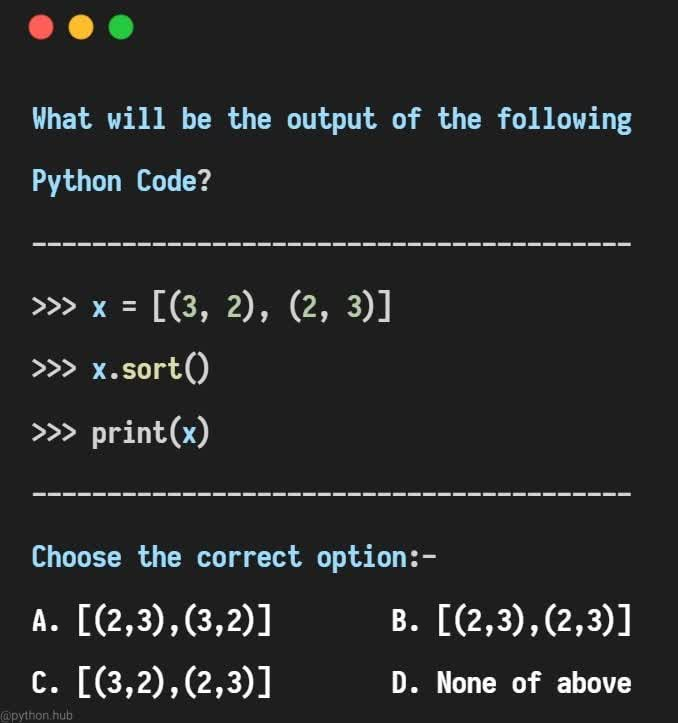 What will be the output of the following
Python Code?
----------------------------------------
>>> x = [(3, 2), (2, 3)]
>>> x.sort()
>>> print(x)
----------------------------------------
Choose the correct option:-
A. [(2,3),(3,2)] B. [(2,3),(2,3)]
C. [(3,2),(2,3)] D. None of above
@python.hub